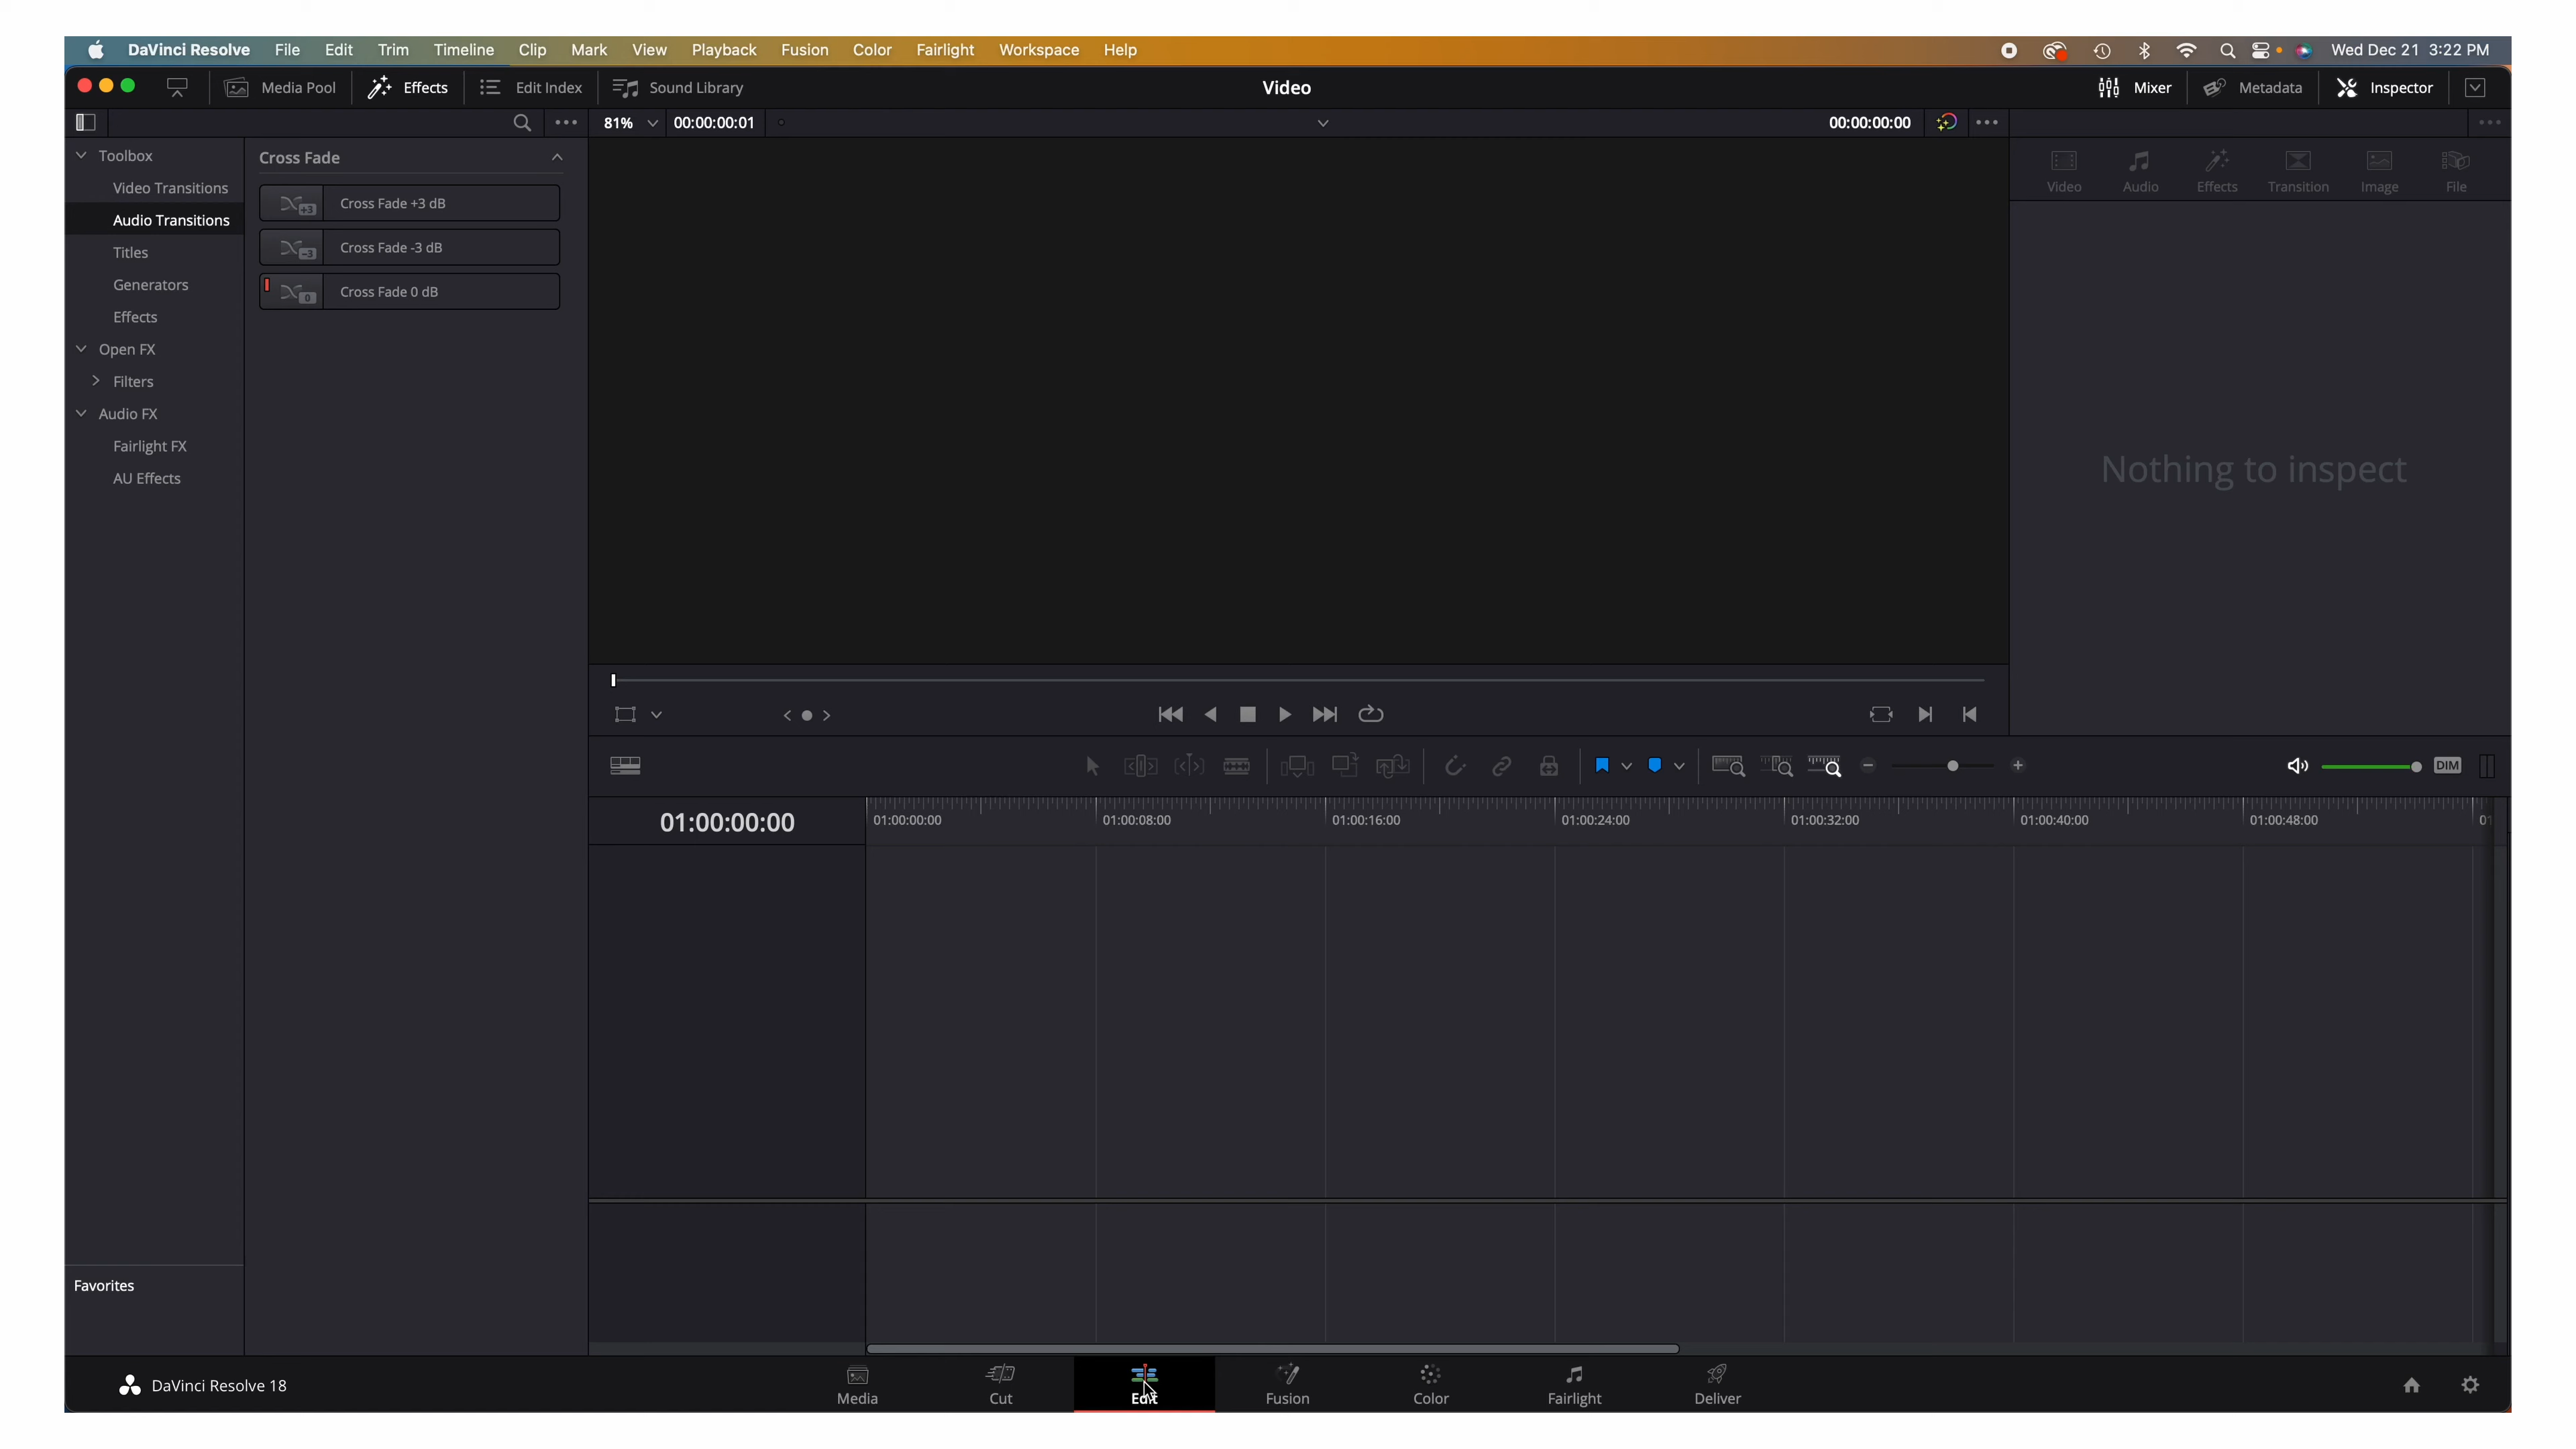 DaVinci Resolve File Edit Trim Timeline Clip Mark View Playback Fusion Color Fairlight Workspace Help Wed Dec 21 3:22 PM
Media Pool Effects Edit Index Sound Library Video Mixer Metadata Inspector
81% 00:00:00:01 00:00:00:00
Toolbox
Video Transitions
Audio Transitions
Titles
Generators
Effects
Open FX
Filters
Audio FX
Fairlight FX
AU Effects
Favorites
Cross Fade
+3 Cross Fade +3 dB
-3 Cross Fade -3 dB
0 Cross Fade 0 dB
Video Audio Effects Transition Image File
Nothing to inspect
DIM
01:00:00:00
01:00:00:00 01:00:08:00 01:00:16:00 01:00:24:00 01:00:32:00 01:00:40:00 01:00:48:00 01
DaVinci Resolve 18
Media Cut Edit Fusion Color Fairlight Deliver